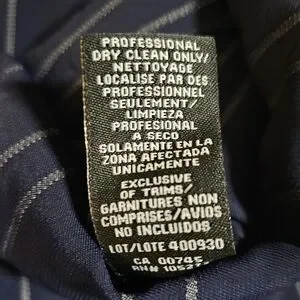 PROFESSIONAL
DRY CLEAN ONLY/
NETTOYAGE
LOCALISE PAR DES
PROFESSIONNEL
SEULEMENT/
LIMPIEZA
PROFESIONAL
A SECO
SOLAMENTE EN LA
ZONA AFECTADA
UNICAMENTE
EXCLUSIVE
OF TRIMS/
GARNITURES NON
COMPRISES/AVIOS
NO INCLUIDOS
LOT/LOTE 400930
CA 00745
RN#